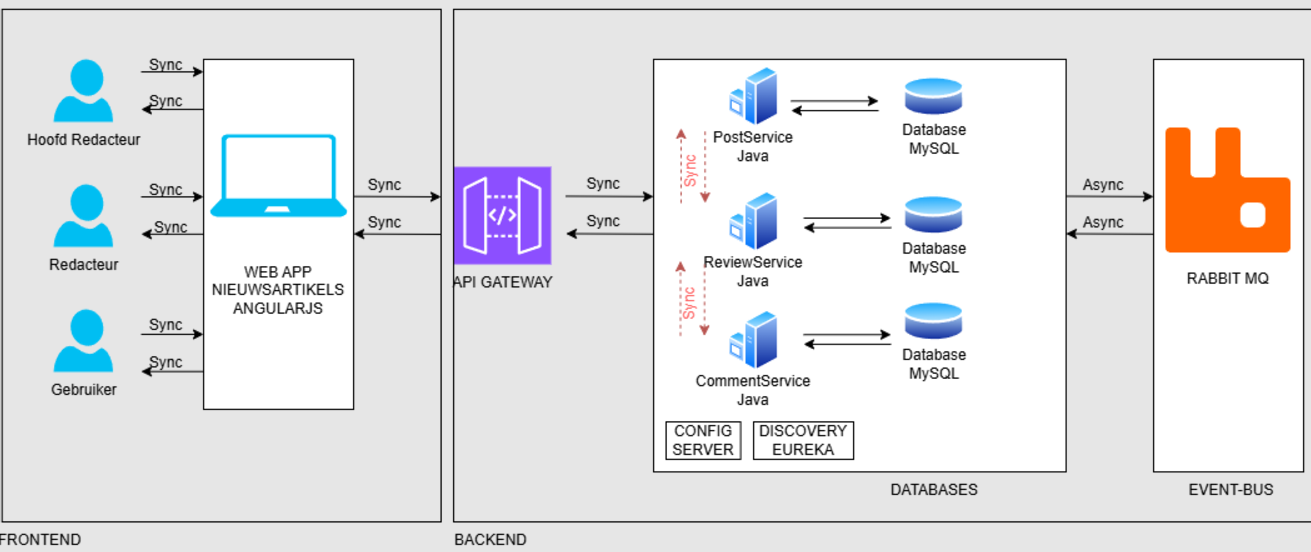 Sync
Sync
Hoofd Redacteur
Sync
Sync
Redacteur
Sync
Sync
Gebruiker
WEB APP
NIEUWSARTIKELS
ANGULARJS
Sync
Sync
FRONTEND
API GATEWAY
Sync
Sync
PostService
Java
Database
MySQL
Sync
ReviewService
Java
Database
MySQL
Sync
CommentService
Java
Database
MySQL
CONFIG
SERVER
DISCOVERY
EUREKA
DATABASES
Async
Async
RABBIT MQ
EVENT-BUS
BACKEND